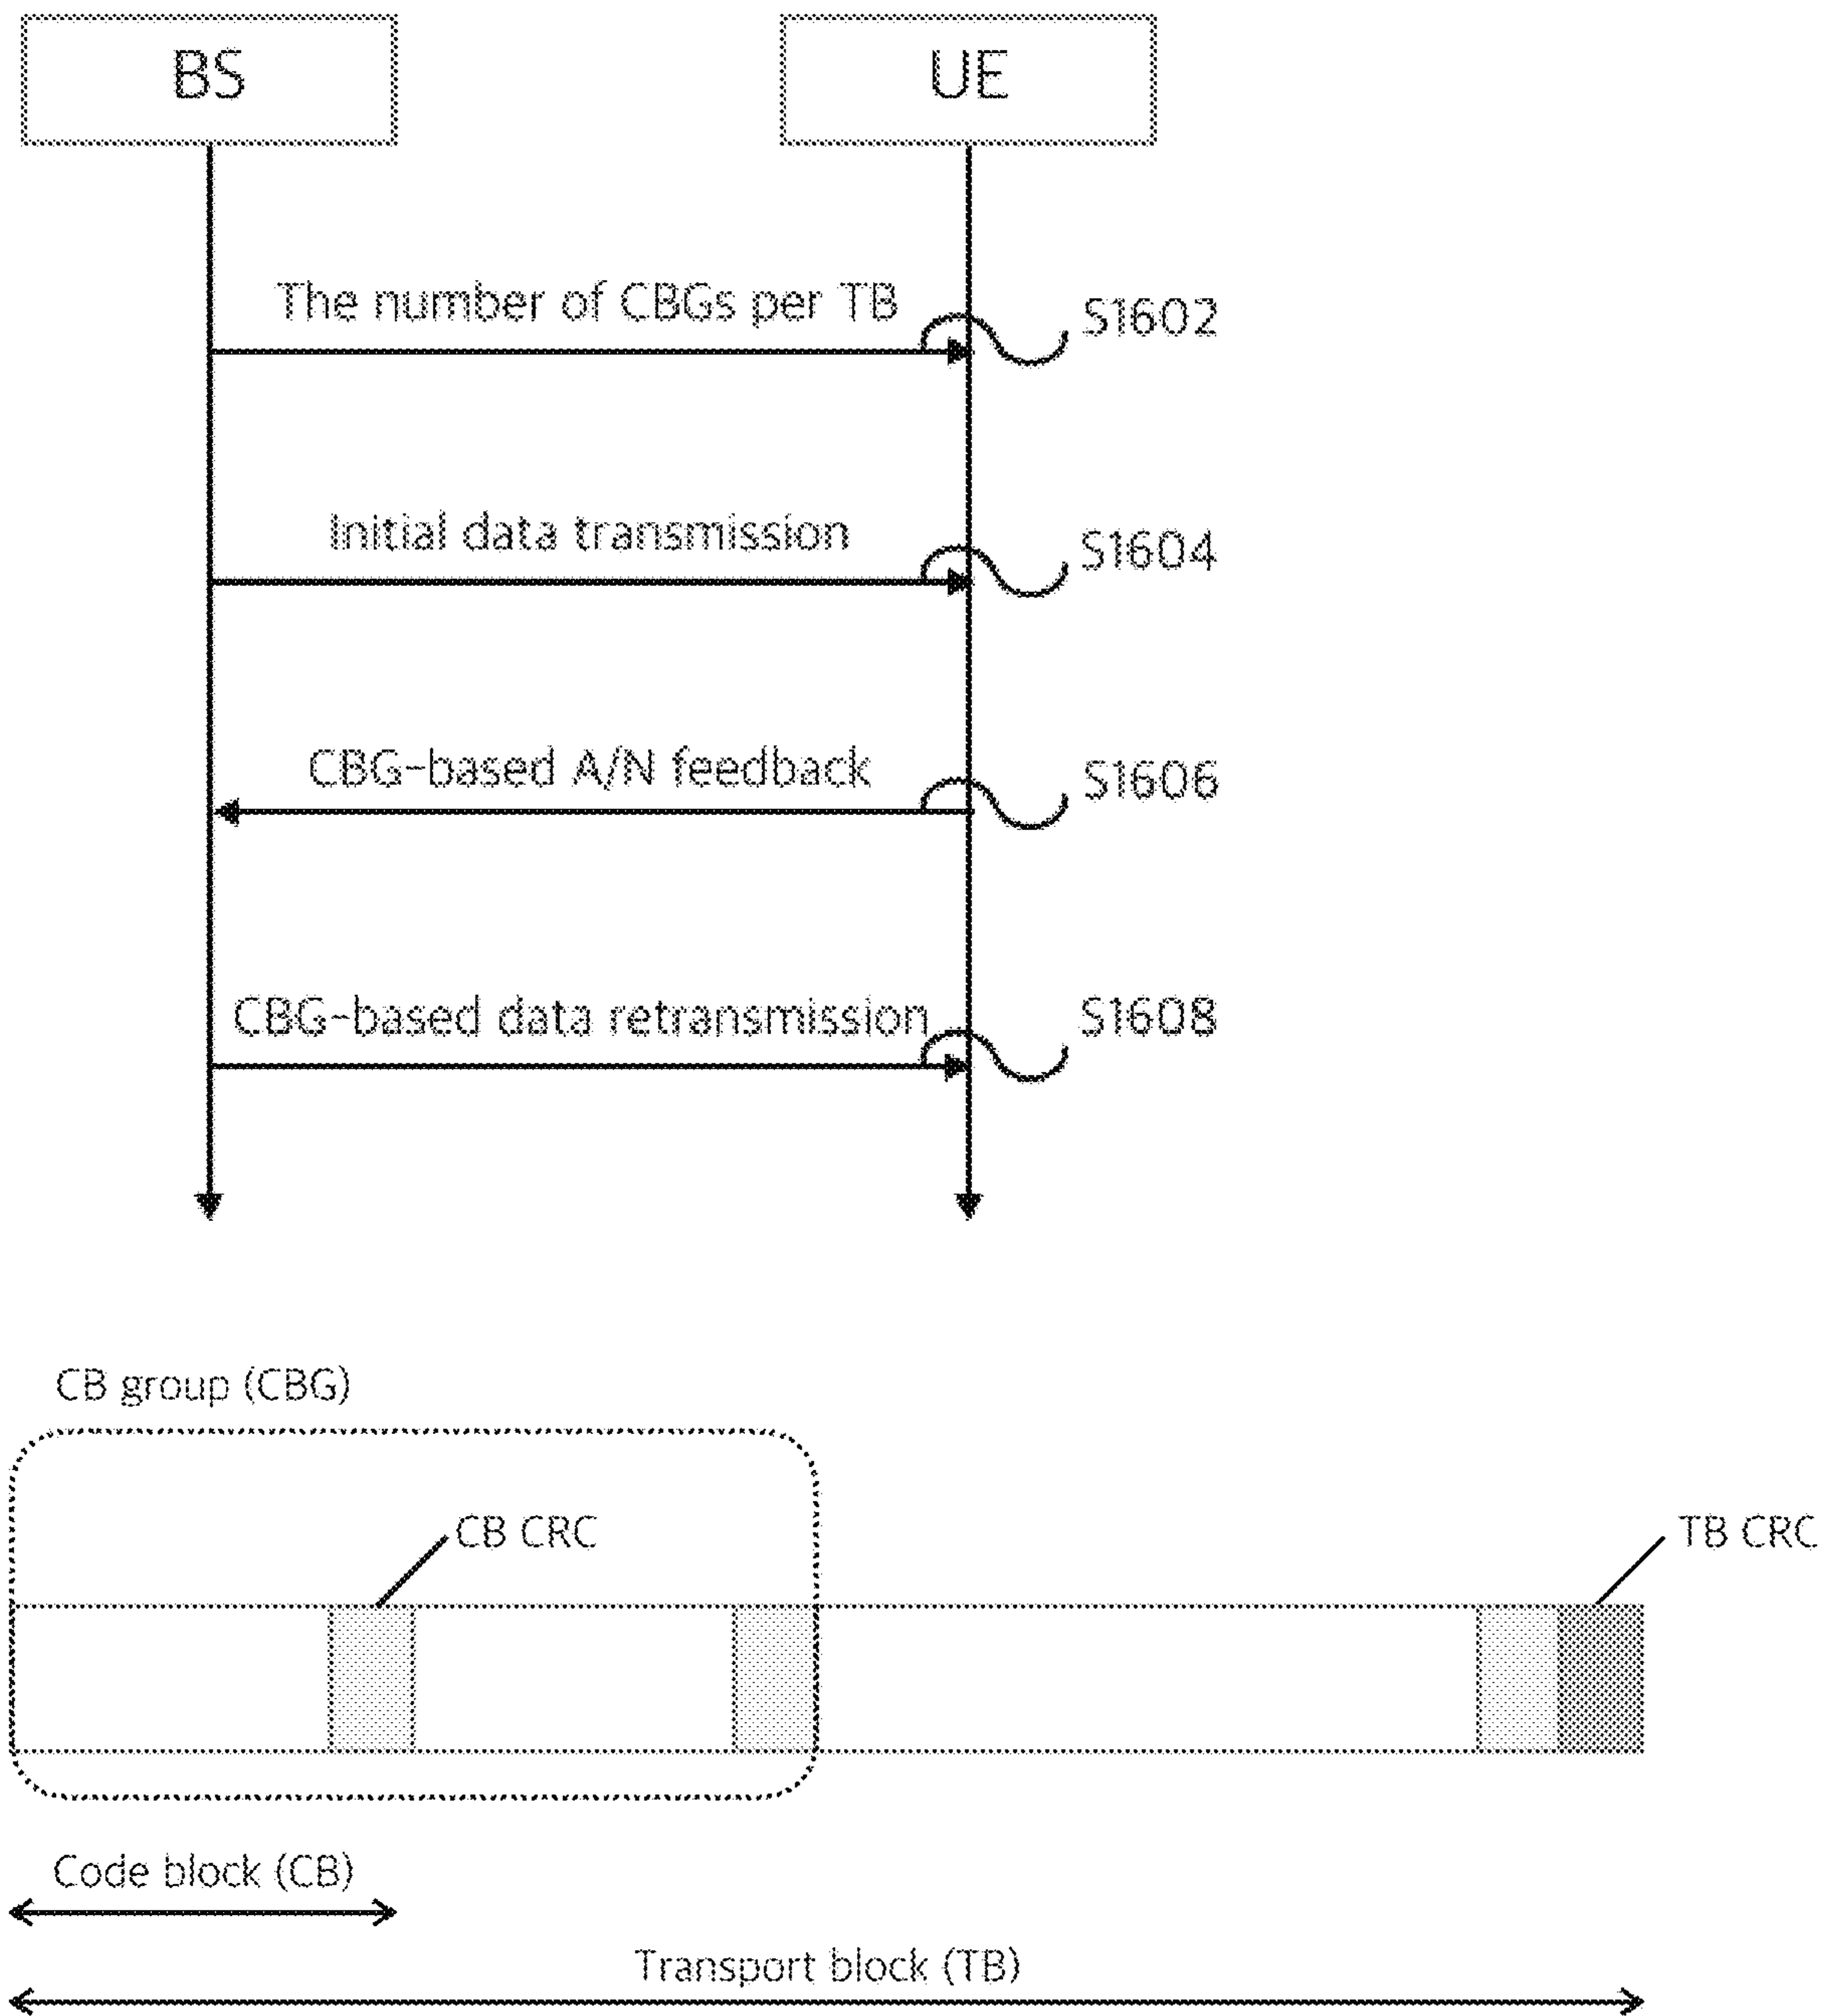 BS
UE
The number of CBGs per TB
S1602
Initial data transmission
S1604
CBG-based A/N feedback
S1606
CBG-based data retransmission
S1608
CB group (CBG)
CB CRC
TB CRC
Code block (CB)
Transport block (TB)